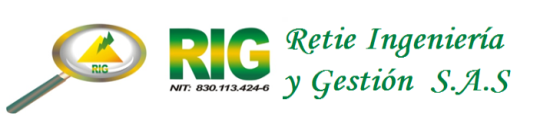 RIG
RIG
NIT: 830.113.424-6
Retie Ingeniería
y Gestión S.A.S